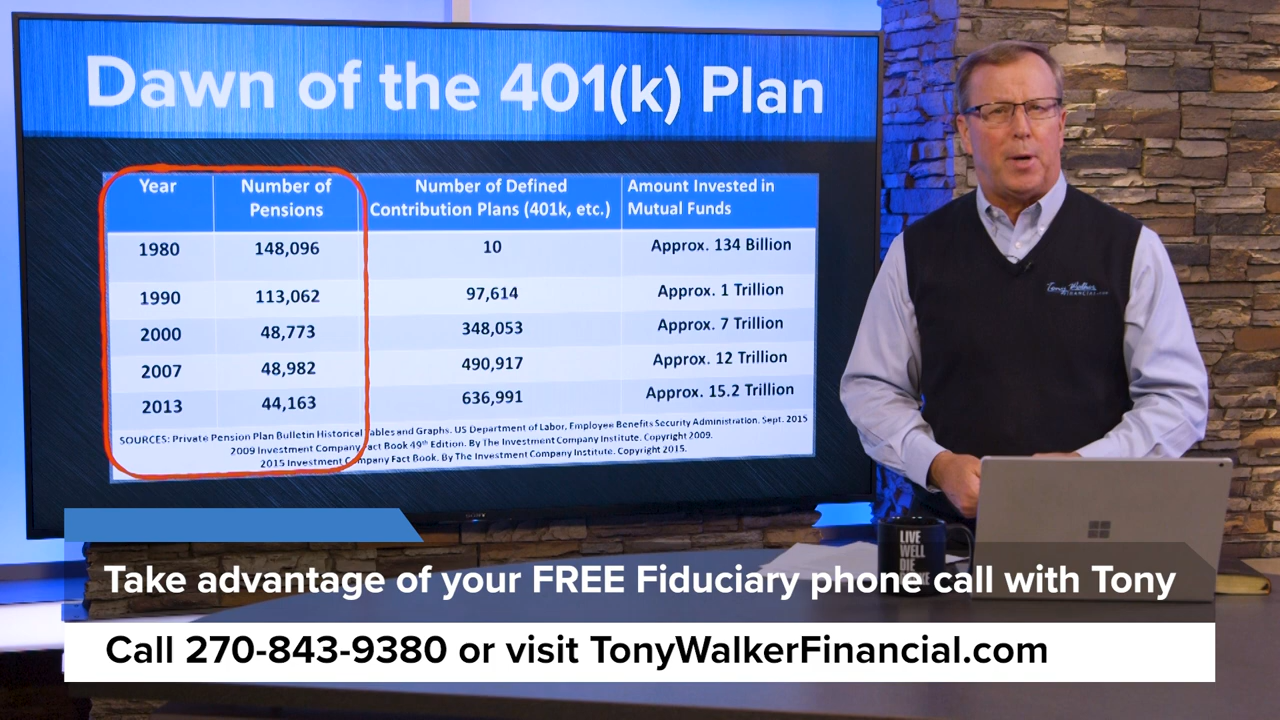 Dawn of the 401(k) Plan
Year Number of Pensions Number of Defined Contribution Plans (401k, etc.) Amount Invested in Mutual Funds
1980 148,096 10 Approx. 134 Billion
1990 113,062 97,614 Approx. 1 Trillion
2000 48,773 348,053 Approx. 7 Trillion
2007 48,982 490,917 Approx. 12 Trillion
2013 44,163 636,991 Approx. 15.2 Trillion
SOURCES: Private Pension Plan Bulletin Historical Tables and Graphs. US Department of Labor, Employee Benefits Security Administration. Sept. 2015
2009 Investment Company Fact Book 49th Edition. By The Investment Company Institute. Copyright 2009.
2015 Investment Company Fact Book. By The Investment Company Institute. Copyright 2015.
SONY
Tony Walker
FINANCIAL.com
LIVE
WELL
DIE
Take advantage of your FREE Fiduciary phone call with Tony
Call 270-843-9380 or visit TonyWalkerFinancial.com